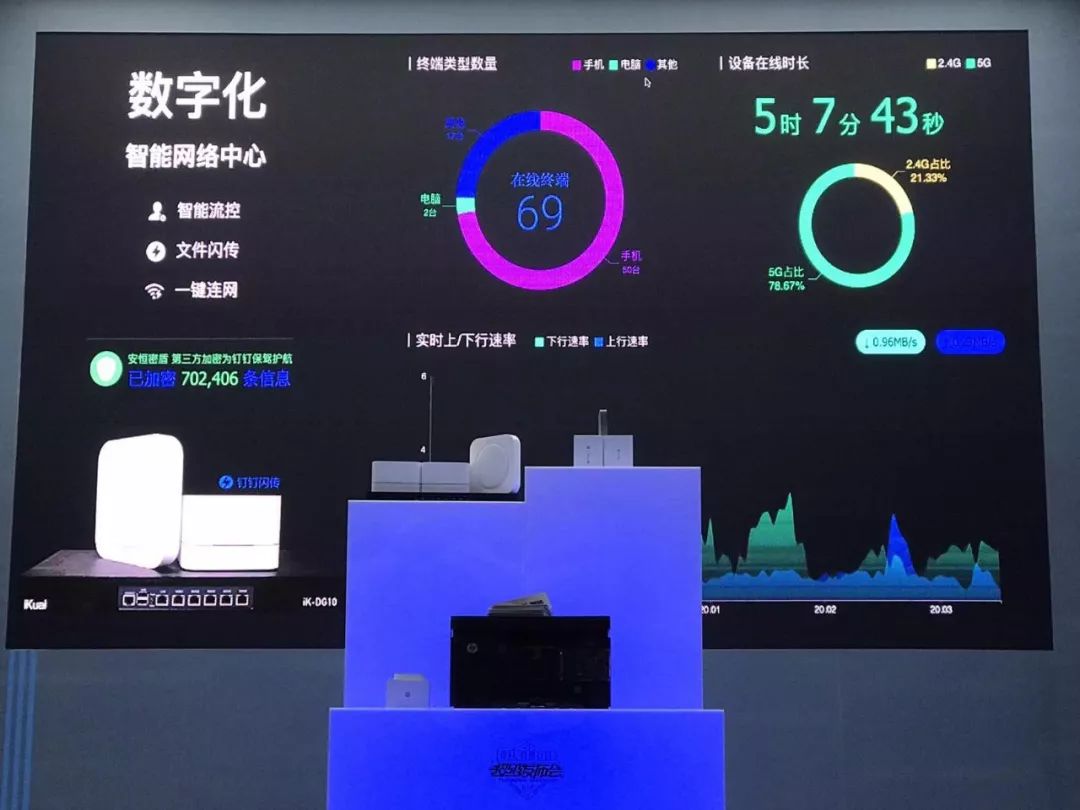 数字化
智能网络中心
智能流控
文件闪传
一键连网
安恒密盾 第三方加密为钉钉保驾护航
已加密 702,406 条信息
钉钉闪传
iKuai
iK-DG10
终端类型数量
手机 电脑 其他
其他
电脑
2台
在线终端
69
手机
50台
设备在线时长
2.4G 5G
5时 7分 43秒
2.4G占比
21.33%
5G占比
78.67%
实时上/下行速率
下行速率 上行速率
↓ 0.96MB/s
6
4
20.01
20.02
20.03
hp
超级发布会